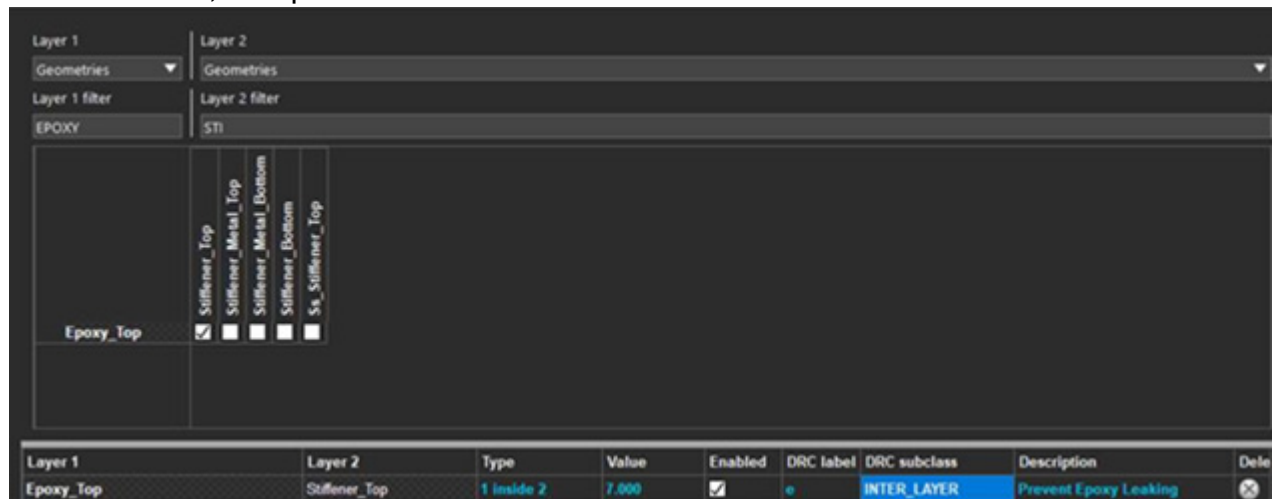 Layer 1 Layer 2
Geometries Geometries
Layer 1 filter Layer 2 filter
EPOXY STI
Stiffener_Top
Stiffener_Metal_Top
Stiffener_Metal_Bottom
Stiffener_Bottom
Ss_Stiffener_Top
Epoxy_Top
Layer 1 Layer 2 Type Value Enabled DRC label DRC subclass Description Dele
Epoxy_Top Stiffener_Top 1 inside 2 7.000 e INTER_LAYER Prevent Epoxy Leaking